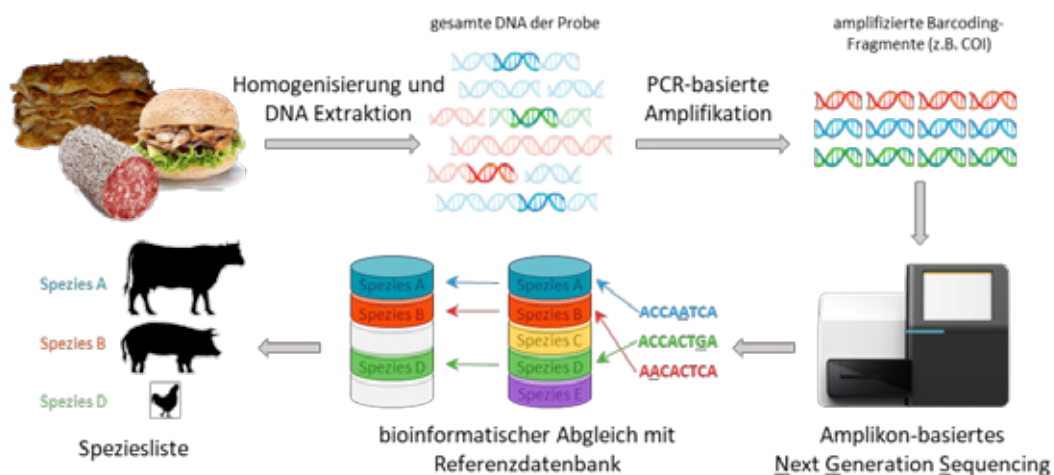 gesamte DNA der Probe
Homogenisierung und
DNA Extraktion
PCR-basierte
Amplifikation
amplifizierte Barcoding-
Fragmente (z.B. COI)
Spezies A
Spezies B
Spezies D
Speziesliste
Spezies A
Spezies B
Spezies D
Spezies A
Spezies B
Spezies C
Spezies D
Spezies E
bioinformatischer Abgleich mit
Referenzdatenbank
ACCAATCA
ACCACTGA
AACACTCA
Amplikon-basiertes
Next Generation Sequencing